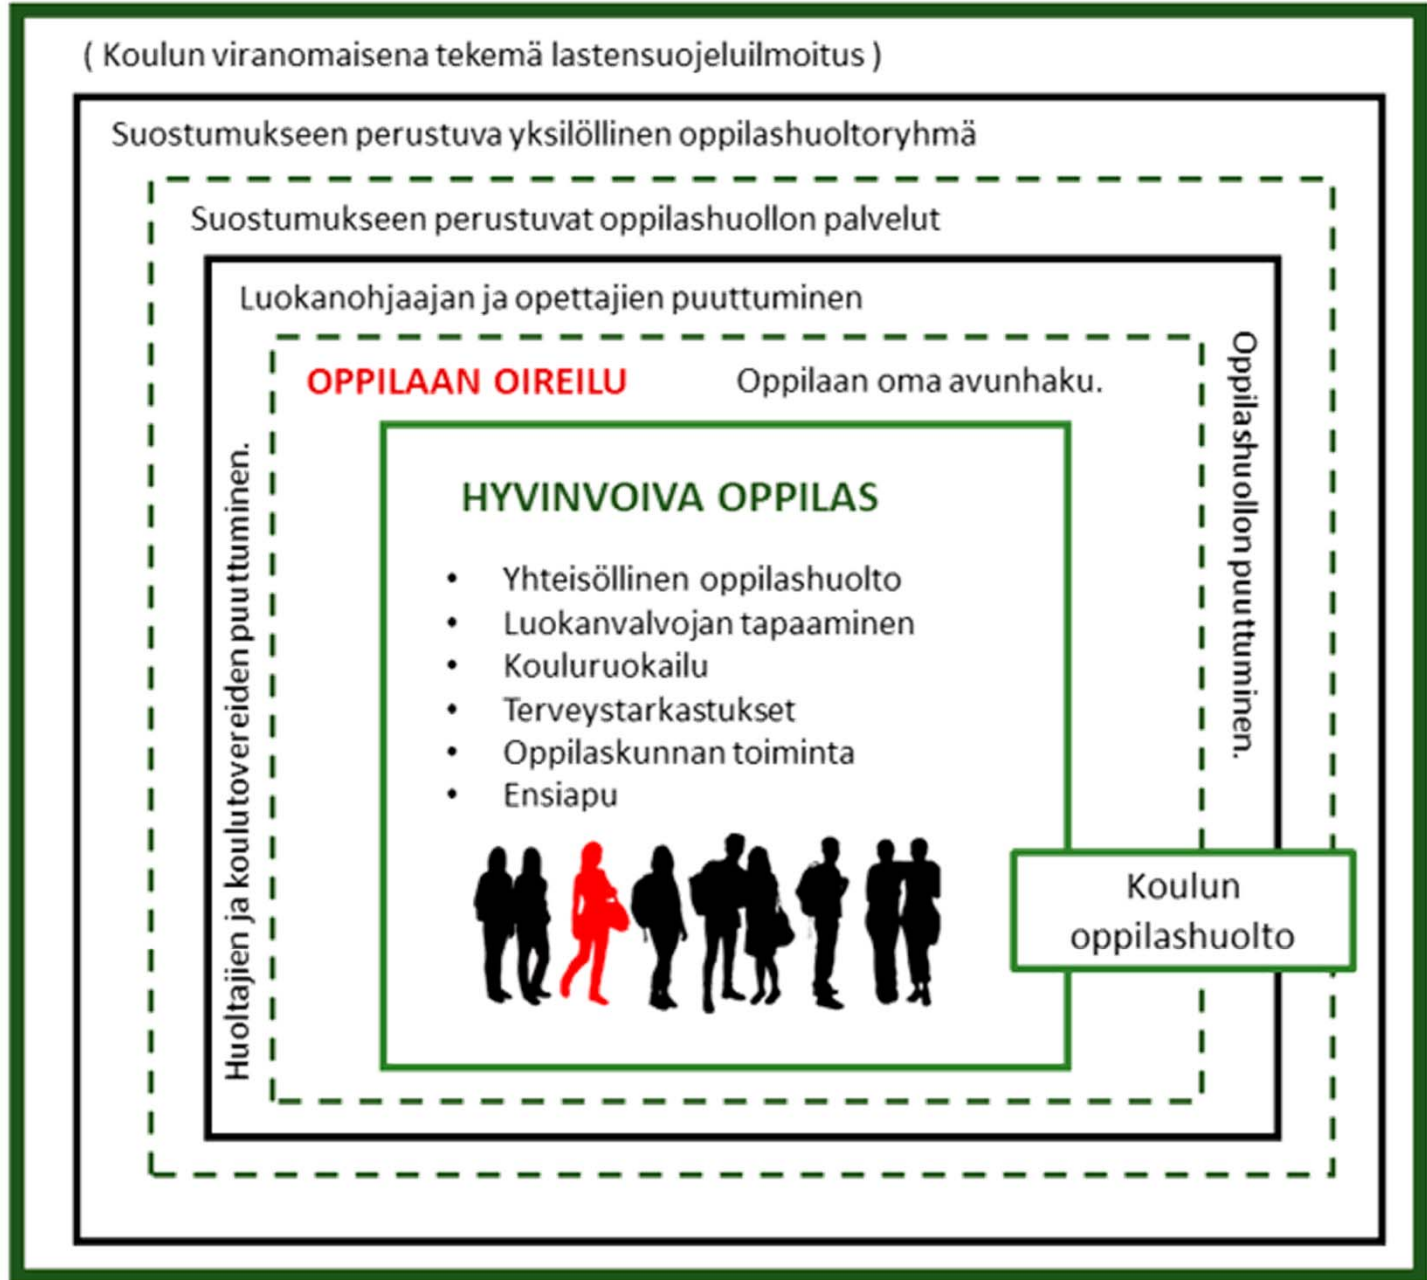 ( Koulun viranomaisena tekemä lastensuojeluilmoitus )
Suostumukseen perustuva yksilöllinen oppilashuoltoryhmä
Suostumukseen perustuvat oppilashuollon palvelut
Luokanohjaajan ja opettajien puuttuminen
Huoltajien ja koulutovereiden puuttuminen.
Oppilashuollon puuttuminen.
OPPILAAN OIREILU
Oppilaan oma avunhaku.
HYVINVOIVA OPPILAS
• Yhteisöllinen oppilashuolto
• Luokanvalvojan tapaaminen
• Kouluruokailu
• Terveystarkastukset
• Oppilaskunnan toiminta
• Ensiapu
Koulun
oppilashuolto